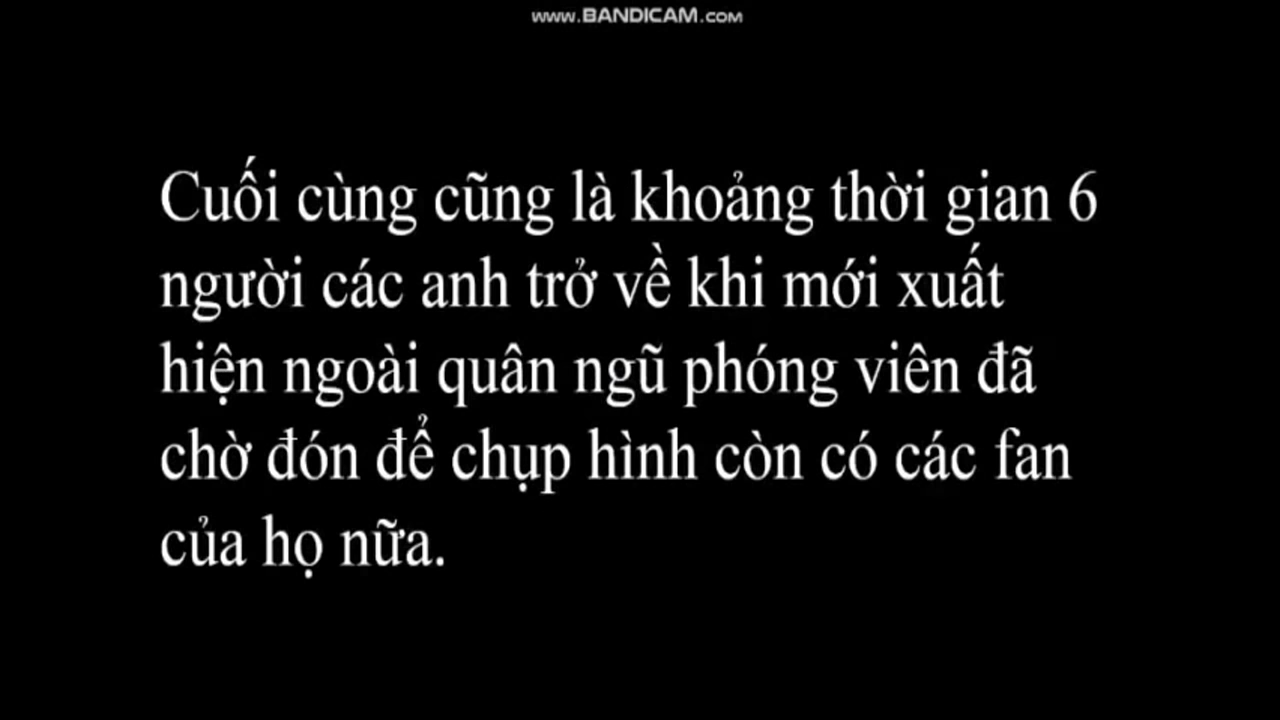 www.BANDICAM.com
Cuối cùng cũng là khoảng thời gian 6
người các anh trở về khi mới xuất
hiện ngoài quân ngũ phóng viên đã
chờ đón để chụp hình còn có các fan
của họ nữa.